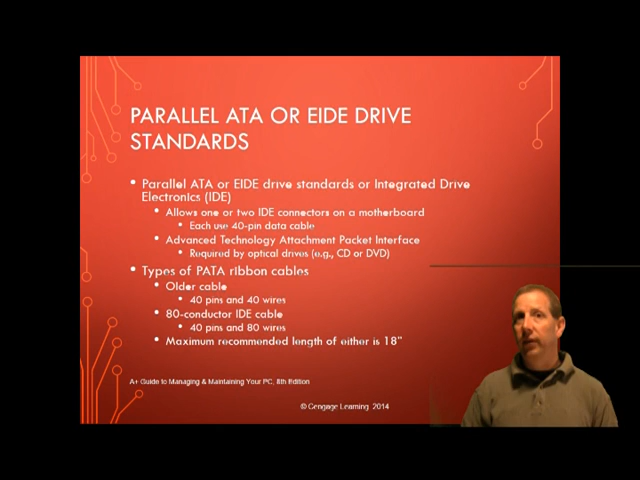 PARALLEL ATA OR EIDE DRIVE
STANDARDS
• Parallel ATA or EIDE drive standards or Integrated Drive
Electronics (IDE)
• Allows one or two IDE connectors on a motherboard
• Each use 40-pin data cable
• Advanced Technology Attachment Packet Interface
• Required by optical drives (e.g., CD or DVD)
• Types of PATA ribbon cables
• Older cable
• 40 pins and 40 wires
• 80-conductor IDE cable
• 40 pins and 80 wires
• Maximum recommended length of either is 18"
A+ Guide to Managing & Maintaining Your PC, 8th Edition
© Cengage Learning 2014